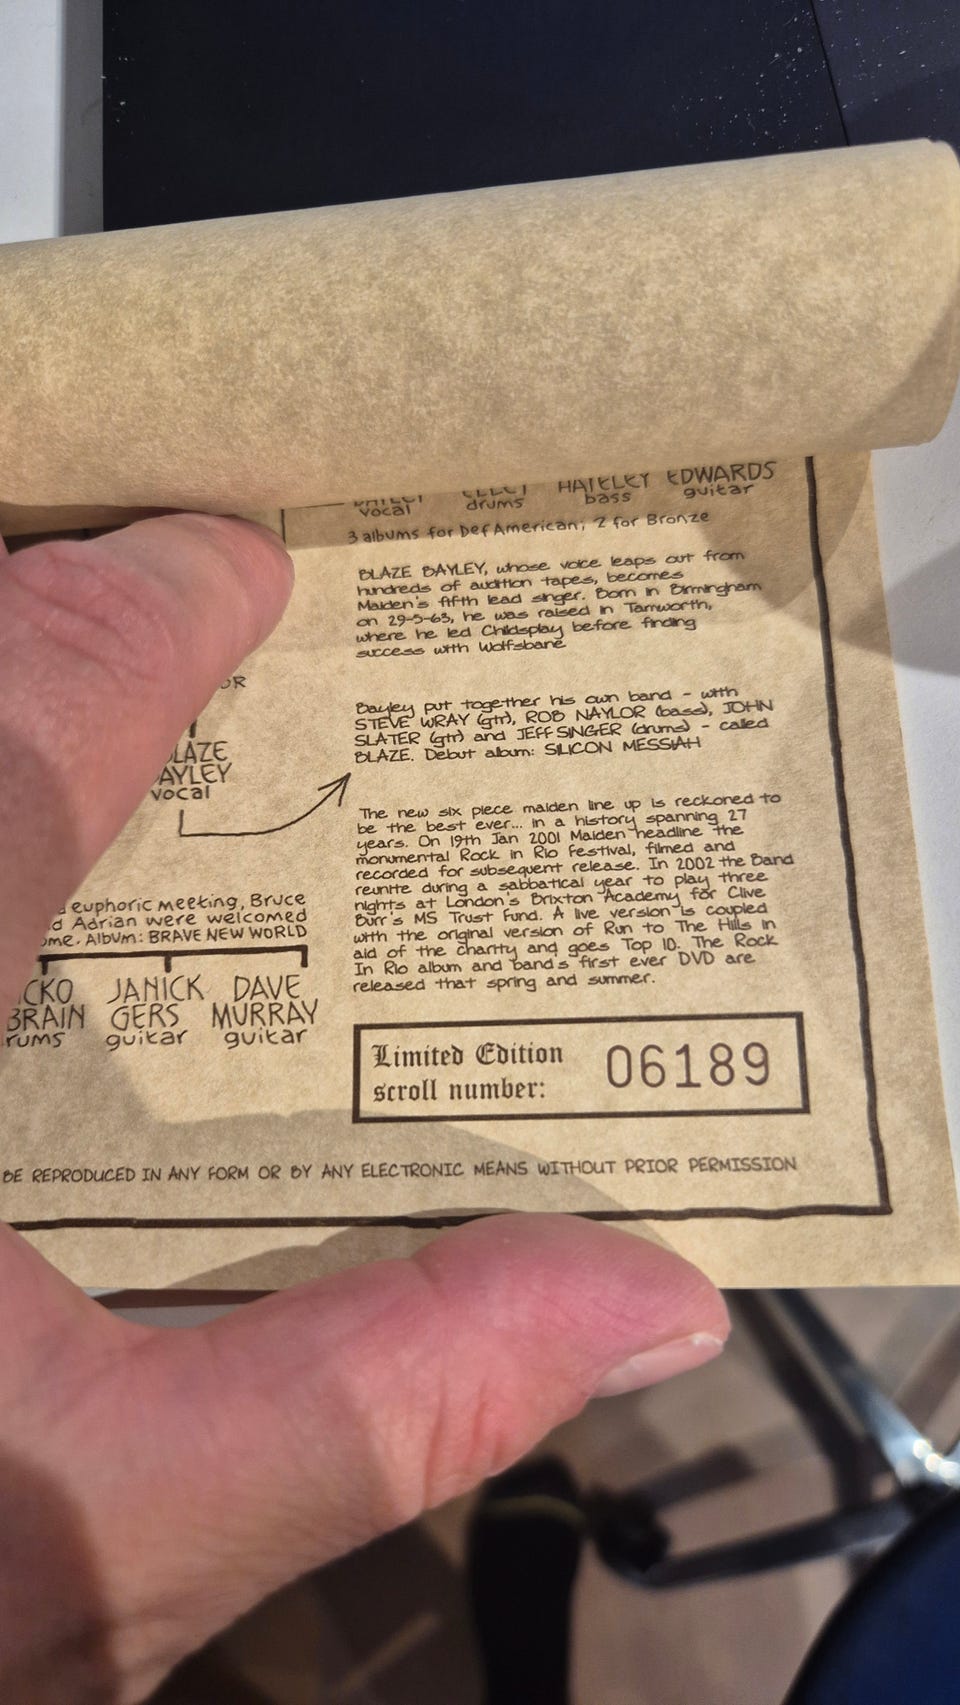 HATELEY EDWARDS
vocal drums bass guitar
3 albums for Def American; 2 for Bronze
BLAZE BAYLEY, whose voice leaps out from
hundreds of audition tapes, becomes
Maiden's fifth lead singer. Born in Birmingham
on 29-5-63, he was raised in Tamworth,
where he led Childsplay before finding
success with Wolfsbane
Bayley put together his own band - with
STEVE WRAY (gtr), ROB NAYLOR (bass), JOHN
SLATER (gtr) and JEFF SINGER (drums) - called
BLAZE. Debut album: SILICON MESSIAH
OR
LAZE
AYLEY
vocal
The new six piece maiden line up is reckoned to
be the best ever... in a history spanning 27
years. On 19th Jan 2001 Maiden headline the
monumental Rock in Rio festival, filmed and
recorded for subsequent release. In 2002 the Band
reunite during a sabbatical year to play three
nights at London's Brixton Academy for Clive
Burr's MS Trust Fund. A live version is coupled
with the original version of Run to The Hills in
aid of the charity and goes Top 10. The Rock
In Rio album and band's first ever DVD are
released that spring and summer.
euphoric meeting, Bruce
d Adrian were welcomed
ome. Album: BRAVE NEW WORLD
CKO
BRAIN
rums
JANICK
GERS
guitar
DAVE
MURRAY
guitar
Limited Edition
scroll number: 06189
BE REPRODUCED IN ANY FORM OR BY ANY ELECTRONIC MEANS WITHOUT PRIOR PERMISSION